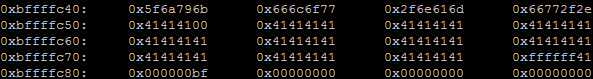 0xbffffc40: 0x5f6a796b 0x666c6f77 0x2f6e616d 0x66772f2e
0xbffffc50: 0x41414100 0x41414141 0x41414141 0x41414141
0xbffffc60: 0x41414141 0x41414141 0x41414141 0x41414141
0xbffffc70: 0x41414141 0x41414141 0x41414141 0xffffff41
0xbffffc80: 0x000000bf 0x00000000 0x00000000 0x00000000